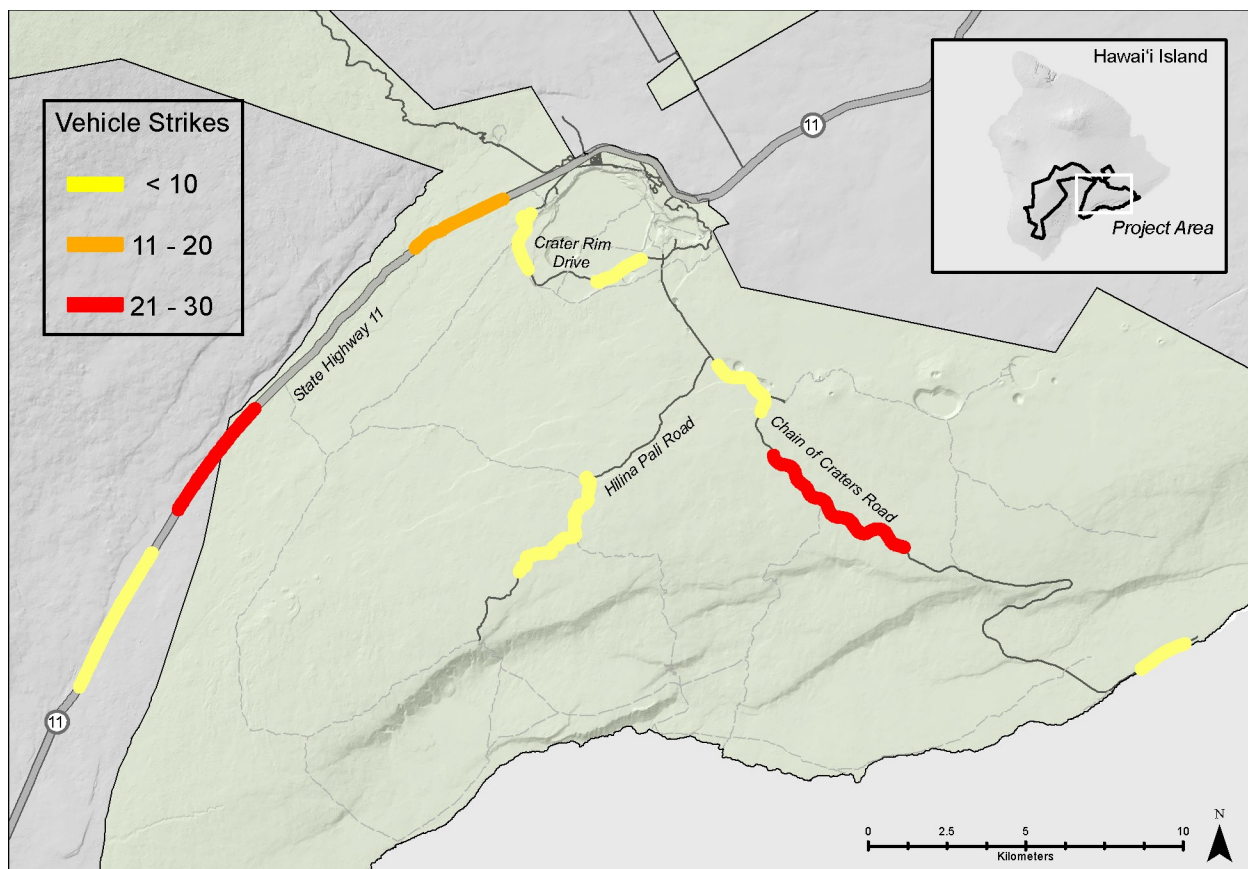 Hawaiʻi Island
Project Area
Vehicle Strikes
< 10
11 - 20
21 - 30
11
Crater Rim
Drive
State Highway 11
Hilina Pali Road
Chain of Craters Road
11
N
0 2.5 5 10
Kilometers